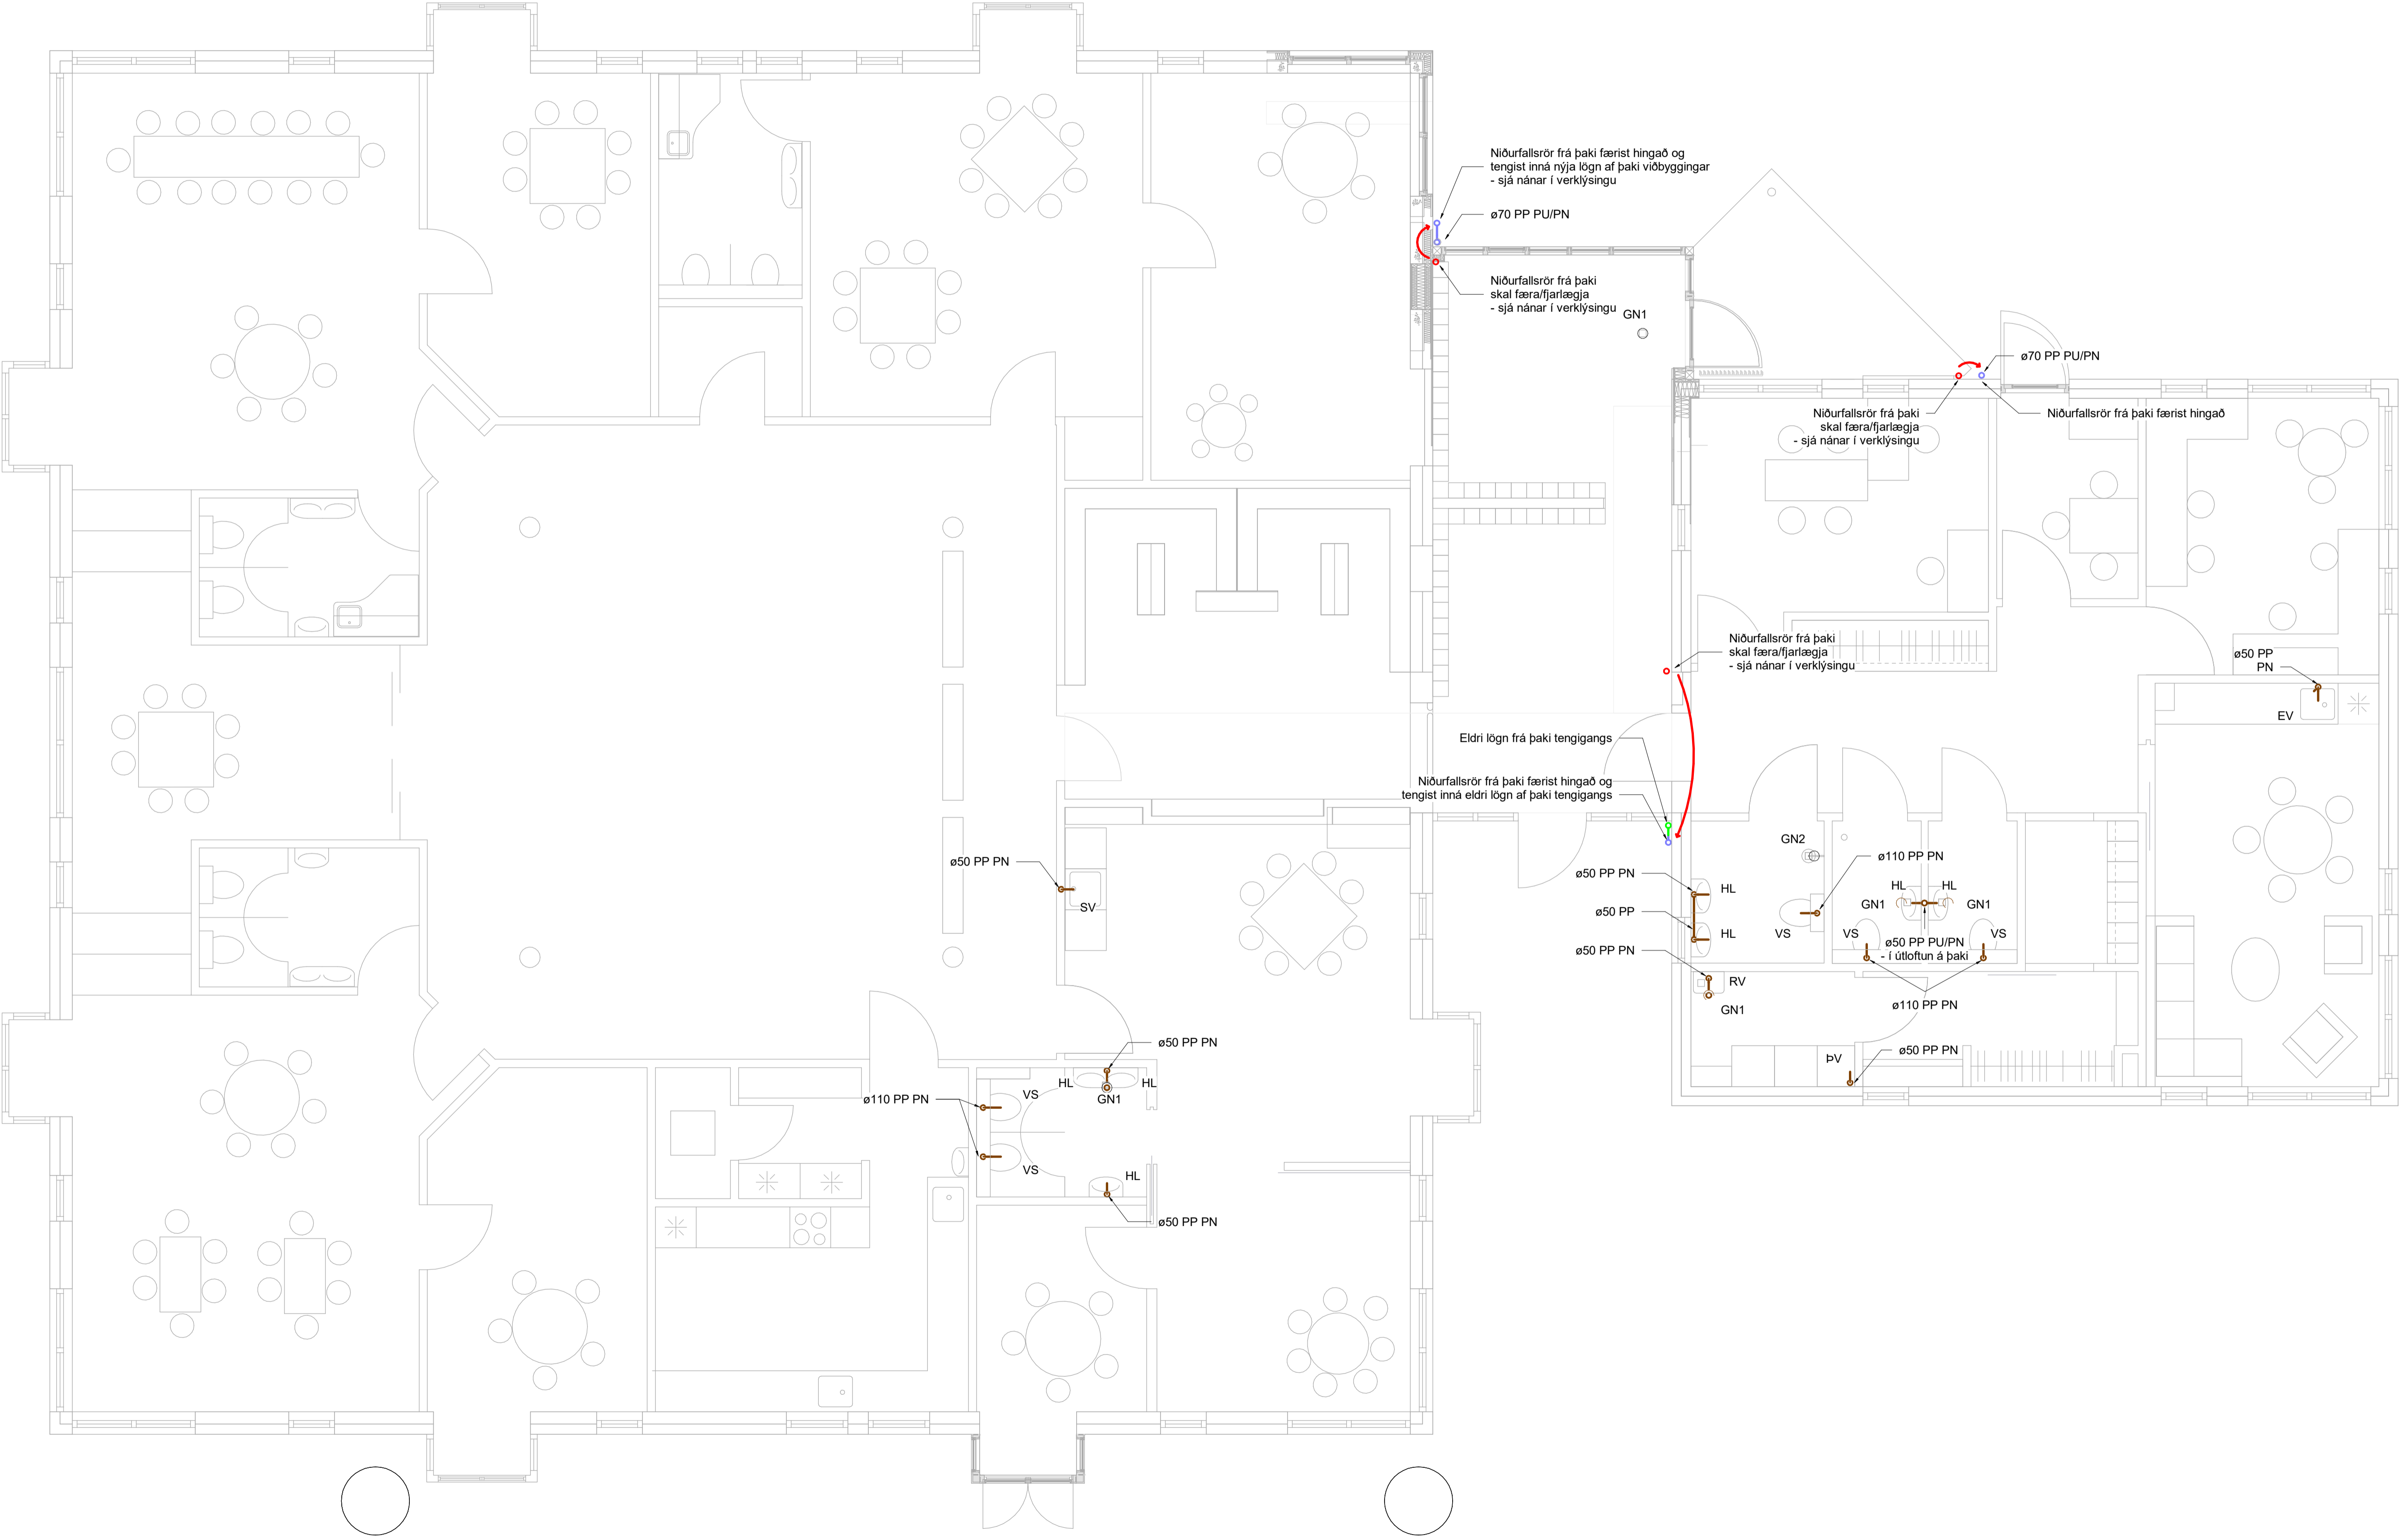 Niðurfallsrör frá þaki færist hingað og
tengist inná nýja lögn af þaki viðbyggingar
- sjá nánar í verklýsingu
ø70 PP PU/PN
Niðurfallsrör frá þaki
skal færa/fjarlægja
- sjá nánar í verklýsingu
GN1
ø70 PP PU/PN
Niðurfallsrör frá þaki
skal færa/fjarlægja
- sjá nánar í verklýsingu
Niðurfallsrör frá þaki færist hingað
Niðurfallsrör frá þaki
skal færa/fjarlægja
- sjá nánar í verklýsingu
ø50 PP
PN
EV
Eldri lögn frá þaki tengigangs
Niðurfallsrör frá þaki færist hingað og
tengist inná eldri lögn af þaki tengigangs
GN2
ø110 PP PN
ø50 PP PN
SV
ø50 PP PN
HL
HL
HL
GN1
GN1
ø50 PP
HL
VS
VS
VS
ø50 PP PU/PN
- í útloftun á þaki
ø50 PP PN
RV
GN1
ø110 PP PN
ÞV
ø50 PP PN
ø50 PP PN
HL
HL
VS
GN1
ø110 PP PN
VS
HL
ø50 PP PN